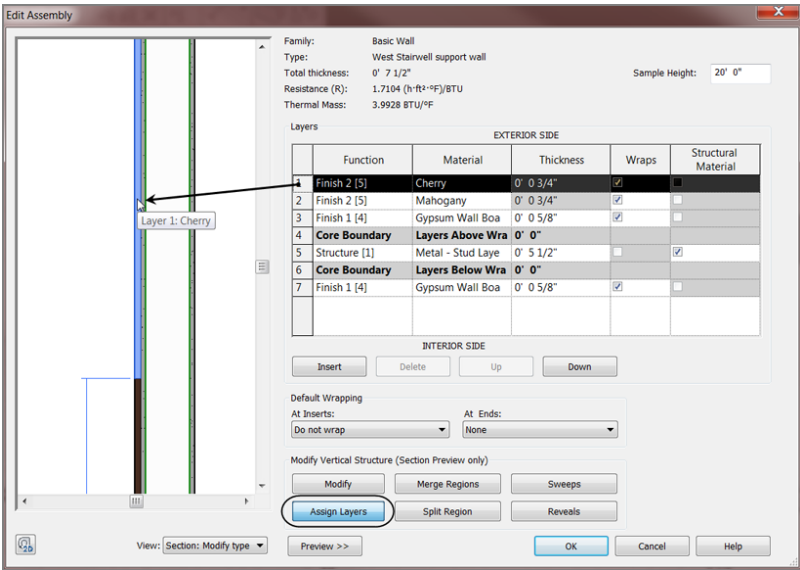 Edit Assembly
Family: Basic Wall
Type: West Stairwell support wall
Total thickness: 0' 7 1/2" Sample Height: 20' 0"
Resistance (R): 1.7104 (h·ft²·°F)/BTU
Thermal Mass: 3.9928 BTU/°F
Layers
EXTERIOR SIDE
Function Material Thickness Wraps Structural Material
1 Finish 2 [5] Cherry 0' 0 3/4"
2 Finish 2 [5] Mahogany 0' 0 3/4"
3 Finish 1 [4] Gypsum Wall Boa 0' 0 5/8"
4 Core Boundary Layers Above Wra 0' 0"
5 Structure [1] Metal - Stud Laye 0' 5 1/2"
6 Core Boundary Layers Below Wra 0' 0"
7 Finish 1 [4] Gypsum Wall Boa 0' 0 5/8"
Layer 1: Cherry
INTERIOR SIDE
Insert Delete Up Down
Default Wrapping
At Inserts: At Ends:
Do not wrap None
Modify Vertical Structure (Section Preview only)
Modify Merge Regions Sweeps
Assign Layers Split Region Reveals
View: Section: Modify type Preview >> OK Cancel Help